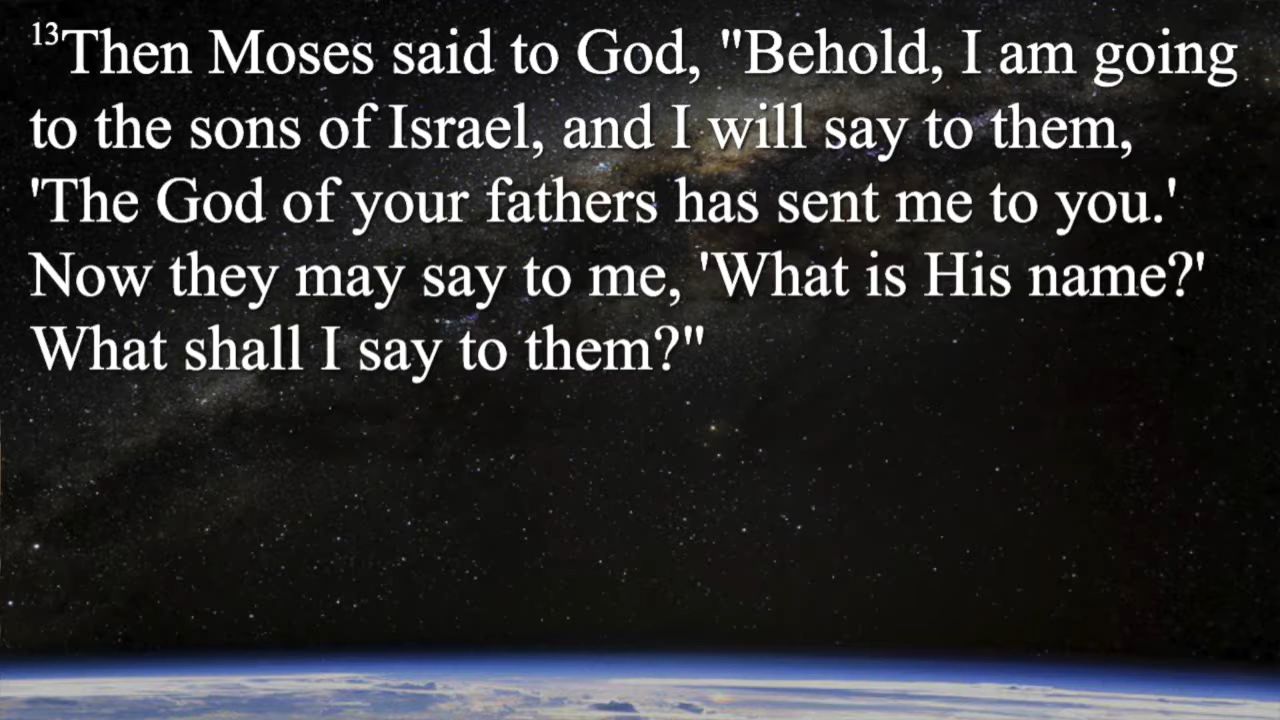 13Then Moses said to God, "Behold, I am going
to the sons of Israel, and I will say to them,
'The God of your fathers has sent me to you.'
Now they may say to me, 'What is His name?'
What shall I say to them?"